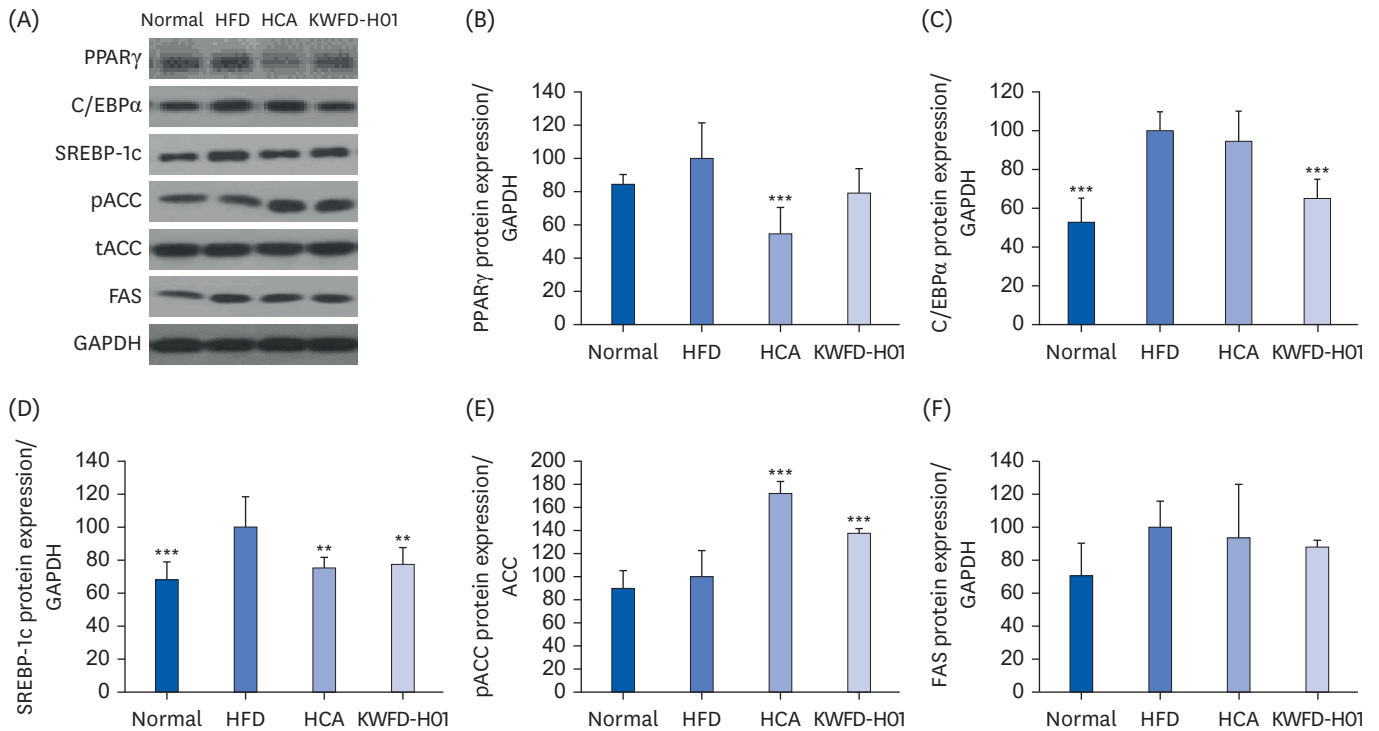 (A)
Normal HFD HCA KWFD-H01
PPARγ
C/EBPα
SREBP-1c
pACC
tACC
FAS
GAPDH
(B)
PPARγ protein expression/
GAPDH
140
120
100
80
60
40
20
0
***
Normal HFD HCA KWFD-H01
(C)
C/EBPα protein expression/
GAPDH
120
100
80
60
40
20
0
***
***
Normal HFD HCA KWFD-H01
(D)
SREBP-1c protein expression/
GAPDH
140
120
100
80
60
40
20
0
***
**
**
Normal HFD HCA KWFD-H01
(E)
pACC protein expression/
ACC
200
180
160
140
120
100
80
60
40
20
0
***
***
Normal HFD HCA KWFD-H01
(F)
FAS protein expression/
GAPDH
140
120
100
80
60
40
20
0
Normal HFD HCA KWFD-H01